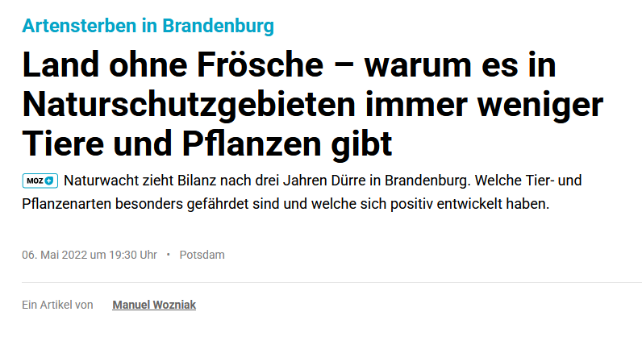 Artensterben in Brandenburg
Land ohne Frösche – warum es in
Naturschutzgebieten immer weniger
Tiere und Pflanzen gibt
MOZ Naturwacht zieht Bilanz nach drei Jahren Dürre in Brandenburg. Welche Tier- und
Pflanzenarten besonders gefährdet sind und welche sich positiv entwickelt haben.
06. Mai 2022 um 19:30 Uhr • Potsdam
Ein Artikel von Manuel Wozniak